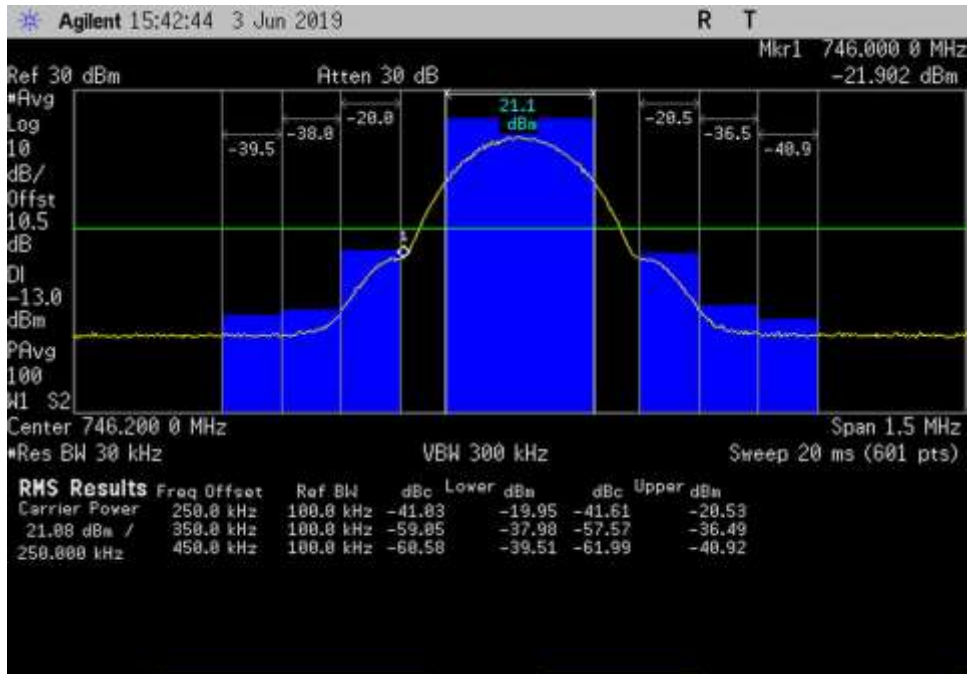 Agilent 15:42:44 3 Jun 2019 R T
Mkr1 746.000 0 MHz
Ref 30 dBm Atten 30 dB -21.902 dBm
#Avg
Log
10
dB/
Offst
10.5
dB
DI
-13.0
dBm
PAvg
100
W1 S2
-39.5 -38.0 -20.0 21.1 dBm -20.5 -36.5 -40.9
1
Center 746.200 0 MHz Span 1.5 MHz
#Res BW 30 kHz VBW 300 kHz Sweep 20 ms (601 pts)
RMS Results Freq Offset Ref BW dBc Lower dBm dBc Upper dBm
Carrier Power 250.0 kHz 100.0 kHz -41.03 -19.95 -41.61 -20.53
21.08 dBm / 350.0 kHz 100.0 kHz -59.05 -37.98 -57.57 -36.49
250.000 kHz 450.0 kHz 100.0 kHz -60.58 -39.51 -61.99 -40.92